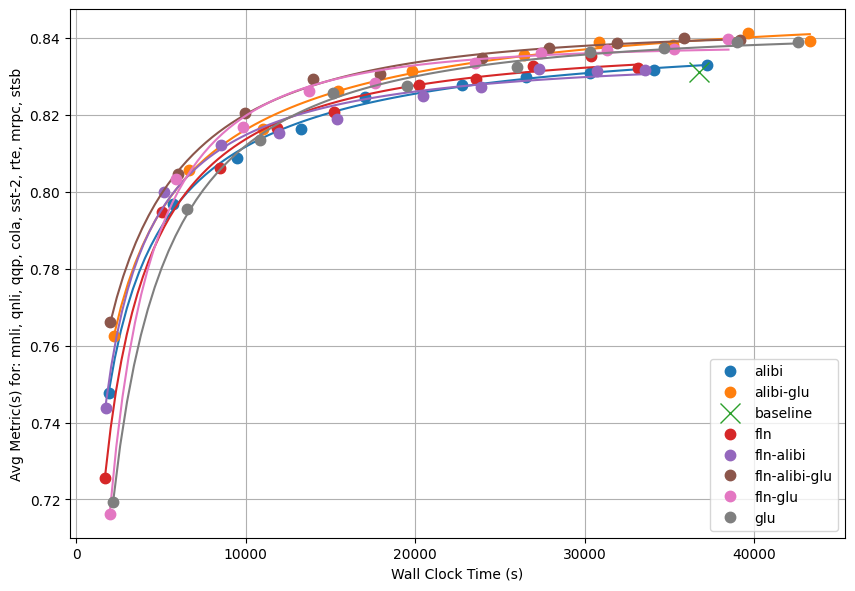 Avg Metric(s) for: mnli, qnli, qqp, cola, sst-2, rte, mrpc, stsb
0.84
0.82
0.80
0.78
0.76
0.74
0.72
0
10000
20000
30000
40000
Wall Clock Time (s)
alibi
alibi-glu
baseline
fln
fln-alibi
fln-alibi-glu
fln-glu
glu